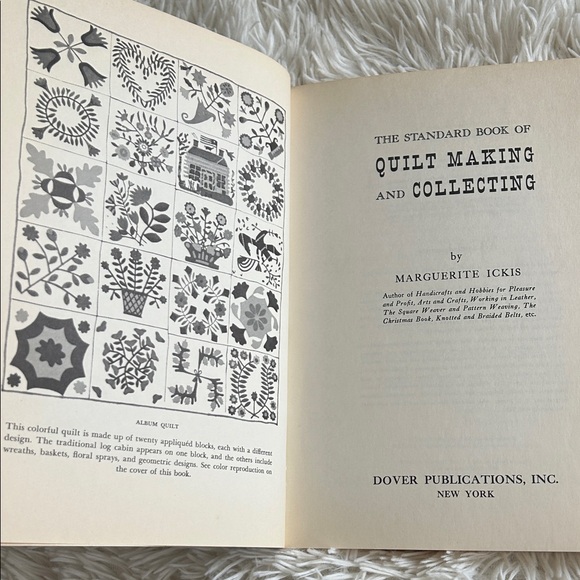 ALBUM QUILT
This colorful quilt is made up of twenty appliquéd blocks, each with a different
design. The traditional log cabin appears on one block, and the others include
wreaths, baskets, floral sprays, and geometric designs. See color reproduction on
the cover of this book.
THE STANDARD BOOK OF
QUILT MAKING
AND COLLECTING
by
MARGUERITE ICKIS
Author of Handicrafts and Hobbies for Pleasure
and Profit, Arts and Crafts, Working in Leather,
The Square Weaver and Pattern Weaving, The
Christmas Book, Knotted and Braided Belts, etc.
DOVER PUBLICATIONS, INC.
NEW YORK